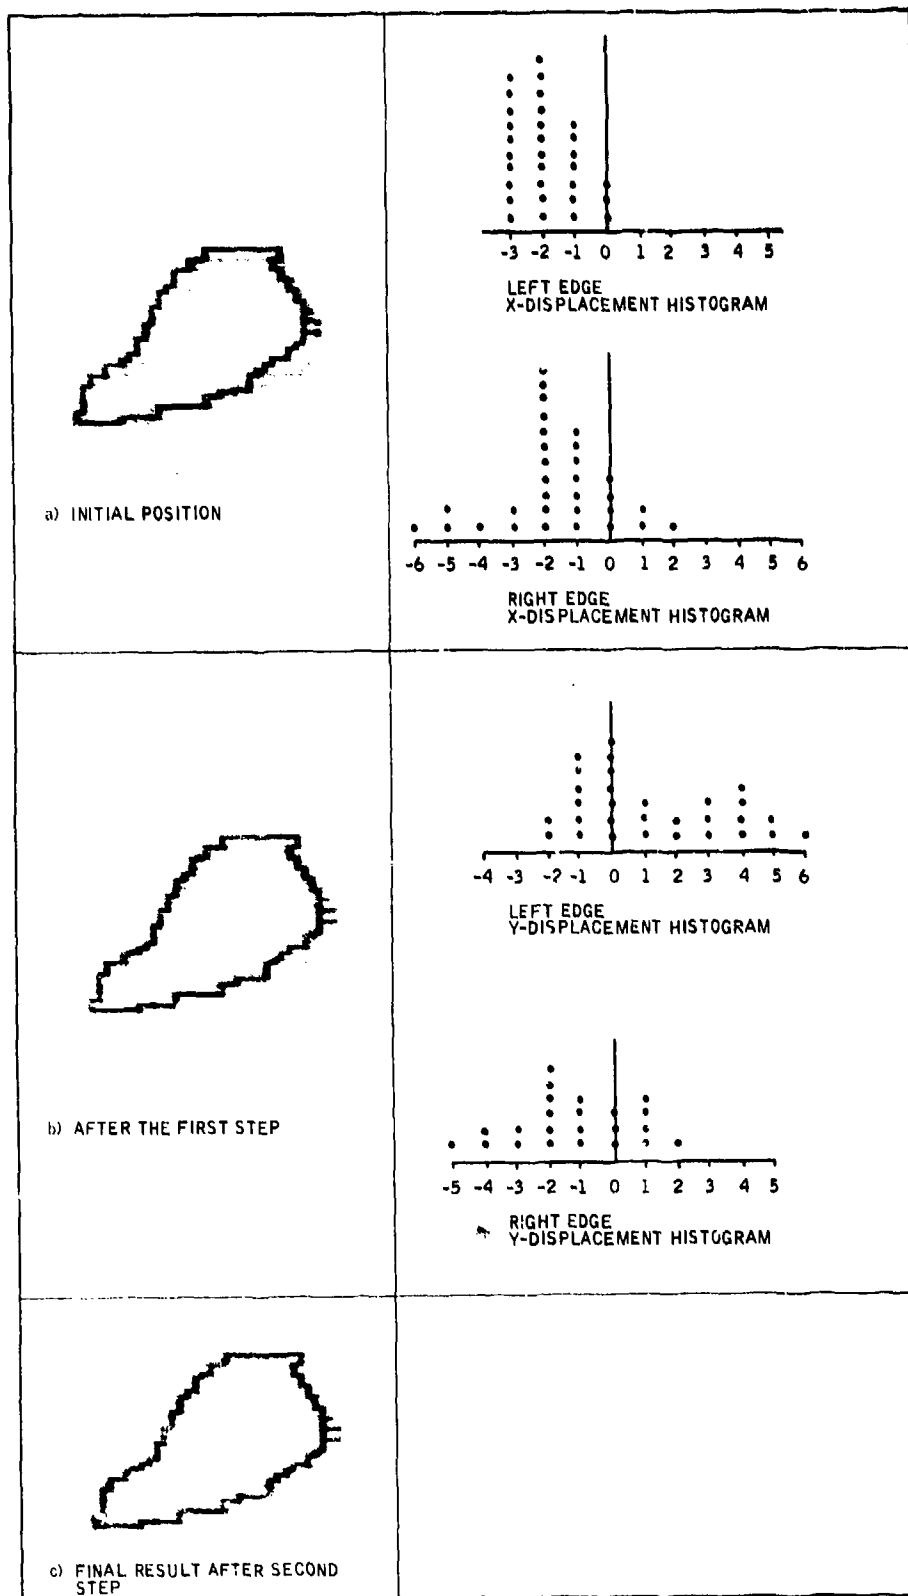 -3 -2 -1 0 1 2 3 4 5
LEFT EDGE
X-DISPLACEMENT HISTOGRAM
a) INITIAL POSITION
-6 -5 -4 -3 -2 -1 0 1 2 3 4 5 6
RIGHT EDGE
X-DISPLACEMENT HISTOGRAM
-4 -3 -2 -1 0 1 2 3 4 5 6
LEFT EDGE
Y-DISPLACEMENT HISTOGRAM
b) AFTER THE FIRST STEP
-5 -4 -3 -2 -1 0 1 2 3 4 5
RIGHT EDGE
Y-DISPLACEMENT HISTOGRAM
c) FINAL RESULT AFTER SECOND
STEP